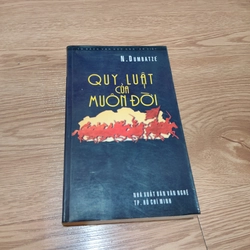 N. DUMBATZE
QUY LUẬT
CỦA
MUÔN ĐỜI
NHÀ XUẤT BẢN VĂN NGHỆ
TP. HỒ CHÍ MINH